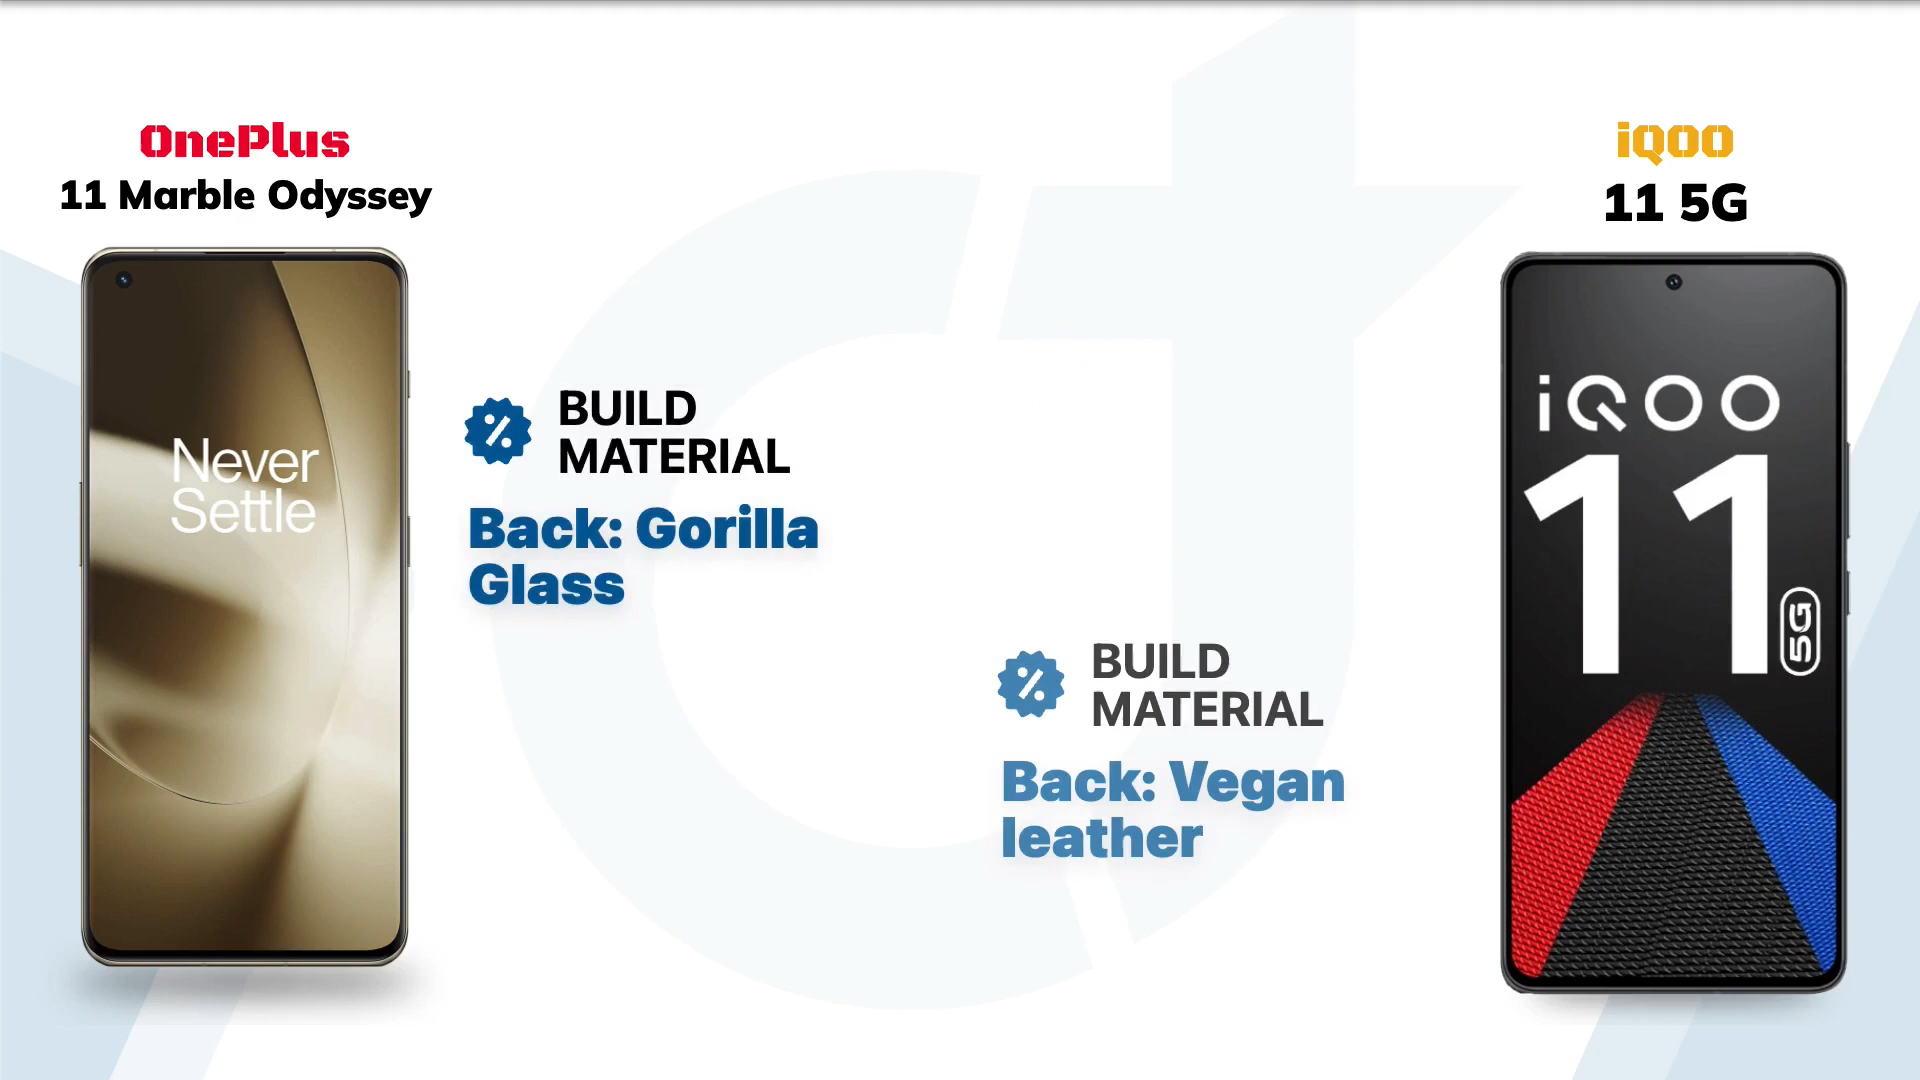 OnePlus
11 Marble Odyssey
Never
Settle
BUILD
MATERIAL
Back: Gorilla
Glass
BUILD
MATERIAL
Back: Vegan
leather
iQOO
11 5G
iQOO
11
5G